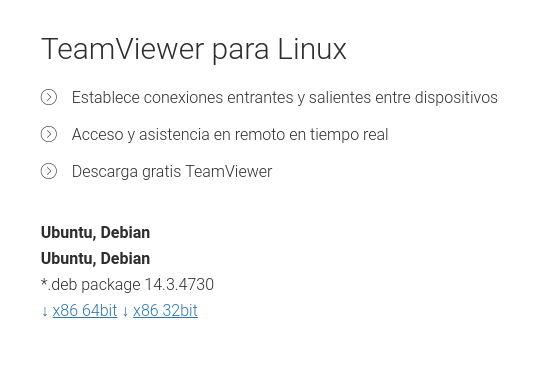 TeamViewer para Linux
Establece conexiones entrantes y salientes entre dispositivos
Acceso y asistencia en remoto en tiempo real
Descarga gratis TeamViewer
Ubuntu, Debian
Ubuntu, Debian
*.deb package 14.3.4730
↓ x86 64bit ↓ x86 32bit